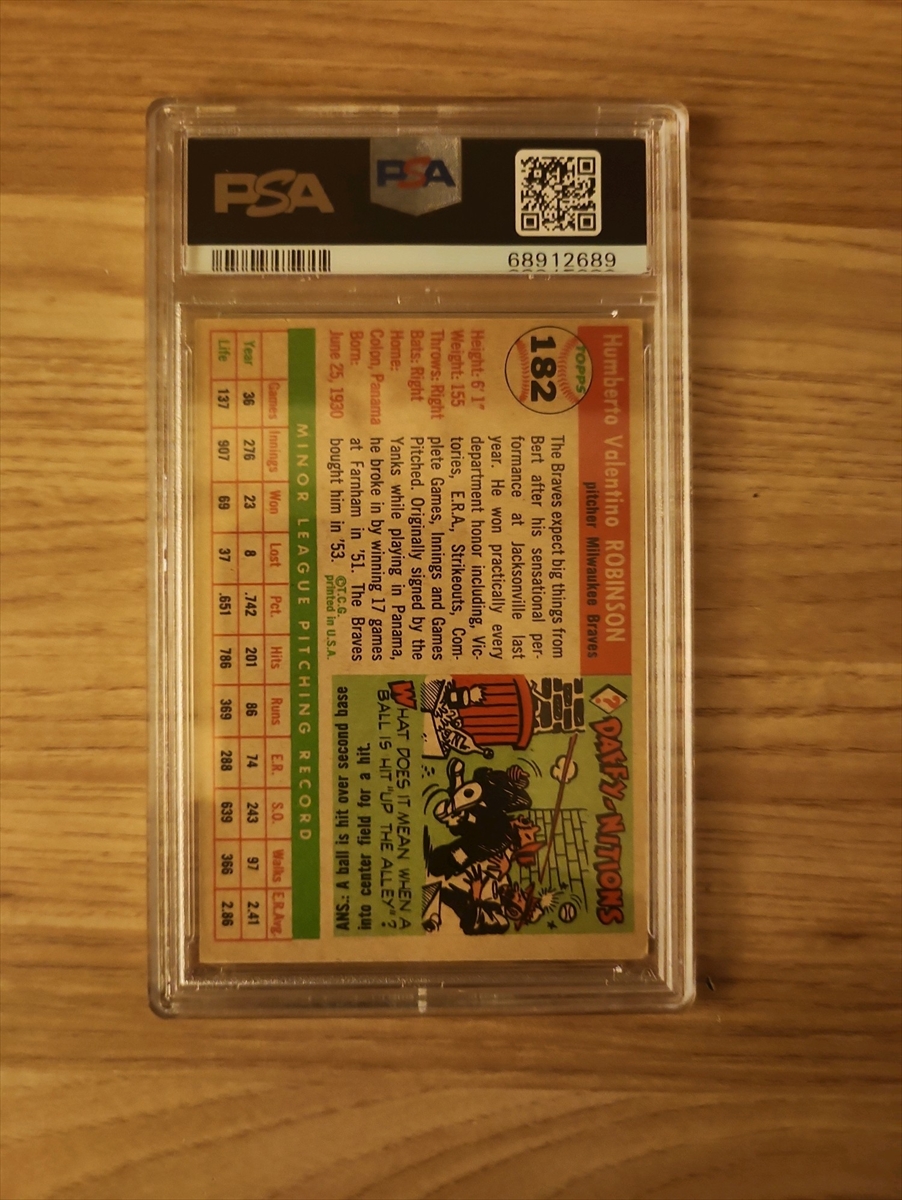 PSA
PSA
68912689
TOPPS
182
Humberto Valentino ROBINSON
pitcher Milwaukee Braves
Height: 6' 1"
Weight: 155
Throws: Right
Bats: Right
Home:
Colon, Panama
Born:
June 25, 1930
The Braves expect big things from
Bert after his sensational per-
formance at Jacksonville last
year. He won practically every
department honor including, Vic-
tories, E.R.A., Strikeouts, Com-
plete Games, Innings and Games
Pitched. Originally signed by the
Yanks while playing in Panama,
he broke in by winning 17 games
at Farnham in '51. The Braves
bought him in '53.
©T.C.G.
printed in U.S.A.
? DAFFY-NITIONS
WHAT DOES IT MEAN WHEN A
BALL IS HIT "UP THE ALLEY"?
ANS.: A ball is hit over second base
into center field for a hit.
MINOR LEAGUE PITCHING RECORD
Games Innings Won Lost Pct. Hits Runs E.R. S.O. Walks E.R.Avg.
Year 36 276 23 8 .742 201 86 74 243 97 2.41
Life 137 907 69 37 .651 786 369 288 639 366 2.86